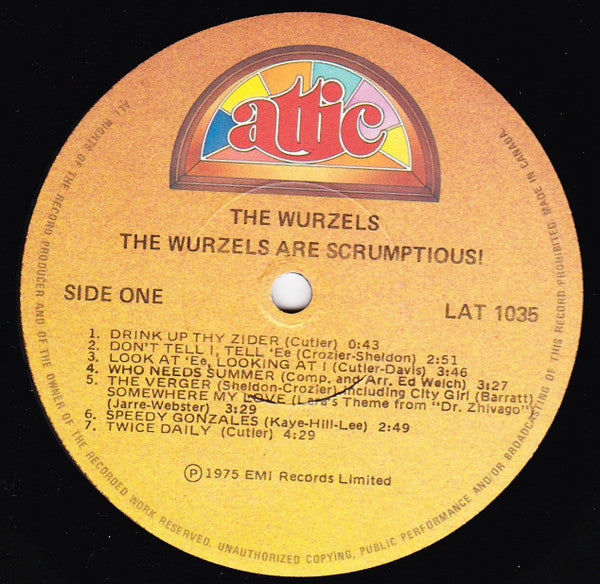 attic
THE WURZELS
THE WURZELS ARE SCRUMPTIOUS!
SIDE ONE
LAT 1035
1. DRINK UP THY ZIDER (Cutler) 0:43
2. DON'T TELL I, TELL 'Ee (Crozier-Sheldon) 2:51
3. LOOK AT 'Ee, LOOKING AT I (Cutler-Davis) 3:46
4. WHO NEEDS SUMMER (Comp. and Arr. Ed Welch) 3:27
5. THE VERGER (Sheldon-Crozier) including City Girl (Barratt)
SOMEWHERE MY LOVE (Lara's Theme from "Dr. Zhivago")
(Jarre-Webster) 3:29
6. SPEEDY GONZALES (Kaye-Hill-Lee) 2:49
7. TWICE DAILY (Cutler) 4:29
℗ 1975 EMI Records Limited
ALL RIGHTS OF THE RECORD PRODUCER AND OF THE OWNER OF THE RECORDED WORK RESERVED. UNAUTHORIZED COPYING, PUBLIC PERFORMANCE AND/OR BROADCASTING OF THIS RECORD PROHIBITED MADE IN CANADA.